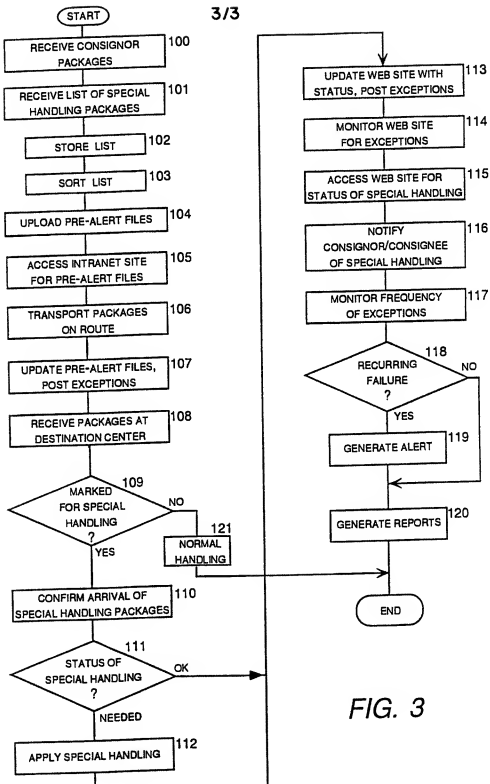 3/3
START
RECEIVE CONSIGNOR
PACKAGES
100
RECEIVE LIST OF SPECIAL
HANDLING PACKAGES
101
STORE LIST
102
SORT LIST
103
UPLOAD PRE-ALERT FILES
104
ACCESS INTRANET SITE
FOR PRE-ALERT FILES
105
TRANSPORT PACKAGES
ON ROUTE
106
UPDATE PRE-ALERT FILES,
POST EXCEPTIONS
107
RECEIVE PACKAGES AT
DESTINATION CENTER
108
MARKED
FOR SPECIAL
HANDLING
?
109
NO
YES
121
NORMAL
HANDLING
CONFIRM ARRIVAL OF
SPECIAL HANDLING PACKAGES
110
STATUS OF
SPECIAL HANDLING
?
111
OK
NEEDED
APPLY SPECIAL HANDLING
112
UPDATE WEB SITE WITH
STATUS, POST EXCEPTIONS
113
MONITOR WEB SITE
FOR EXCEPTIONS
114
ACCESS WEB SITE FOR
STATUS OF SPECIAL HANDLING
115
NOTIFY
CONSIGNOR/CONSIGNEE
OF SPECIAL HANDLING
116
MONITOR FREQUENCY
OF EXCEPTIONS
117
RECURRING
FAILURE
?
118
NO
YES
GENERATE ALERT
119
GENERATE REPORTS
120
END
FIG. 3